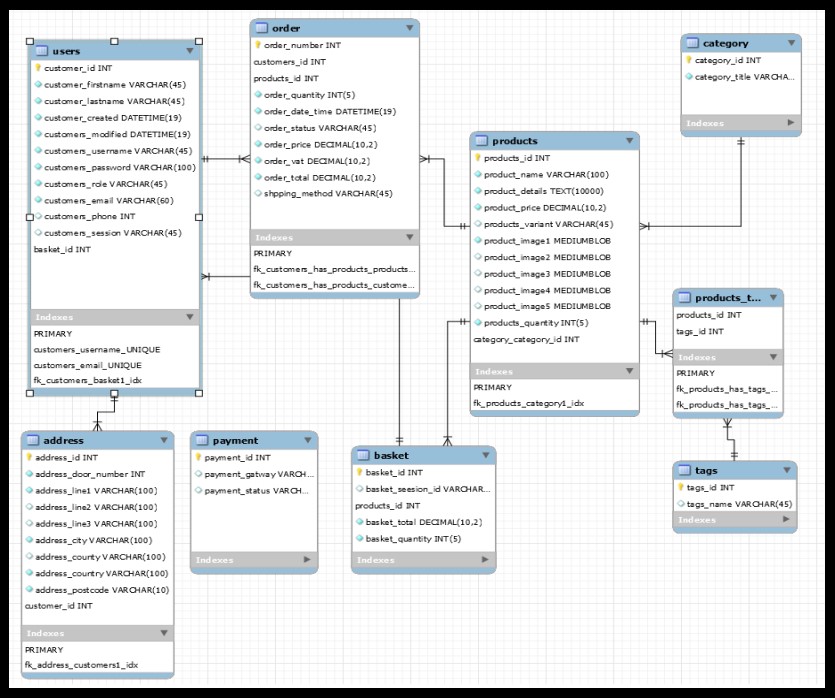 users
customer_id INT
customer_firstname VARCHAR(45)
customer_lastname VARCHAR(45)
customer_created DATETIME(19)
customers_modified DATETIME(19)
customers_username VARCHAR(45)
customers_password VARCHAR(100)
customers_role VARCHAR(45)
customers_email VARCHAR(60)
customers_phone INT
customers_session VARCHAR(45)
basket_id INT
Indexes
PRIMARY
customers_username_UNIQUE
customers_email_UNIQUE
fk_customers_basket1_idx
order
order_number INT
customers_id INT
products_id INT
order_quantity INT(5)
order_date_time DATETIME(19)
order_status VARCHAR(45)
order_price DECIMAL(10,2)
order_vat DECIMAL(10,2)
order_total DECIMAL(10,2)
shpping_method VARCHAR(45)
Indexes
PRIMARY
fk_customers_has_products_products...
fk_customers_has_products_custome...
products
products_id INT
product_name VARCHAR(100)
product_details TEXT(10000)
product_price DECIMAL(10,2)
products_variant VARCHAR(45)
product_image1 MEDIUMBLOB
product_image2 MEDIUMBLOB
product_image3 MEDIUMBLOB
product_image4 MEDIUMBLOB
product_image5 MEDIUMBLOB
products_quantity INT(5)
category_category_id INT
Indexes
PRIMARY
fk_products_category1_idx
category
category_id INT
category_title VARCHA...
Indexes
products_t...
products_id INT
tags_id INT
Indexes
PRIMARY
fk_products_has_tags_...
fk_products_has_tags_...
address
address_id INT
address_door_number INT
address_line1 VARCHAR(100)
address_line2 VARCHAR(100)
address_line3 VARCHAR(100)
address_city VARCHAR(100)
address_county VARCHAR(100)
address_country VARCHAR(100)
address_postcode VARCHAR(10)
customer_id INT
Indexes
PRIMARY
fk_address_customers1_idx
payment
payment_id INT
payment_gatway VARCH...
payment_status VARCH...
Indexes
basket
basket_id INT
basket_seesion_id VARCHAR...
products_id INT
basket_total DECIMAL(10,2)
basket_quantity INT(5)
Indexes
tags
tags_id INT
tags_name VARCHAR(45)
Indexes